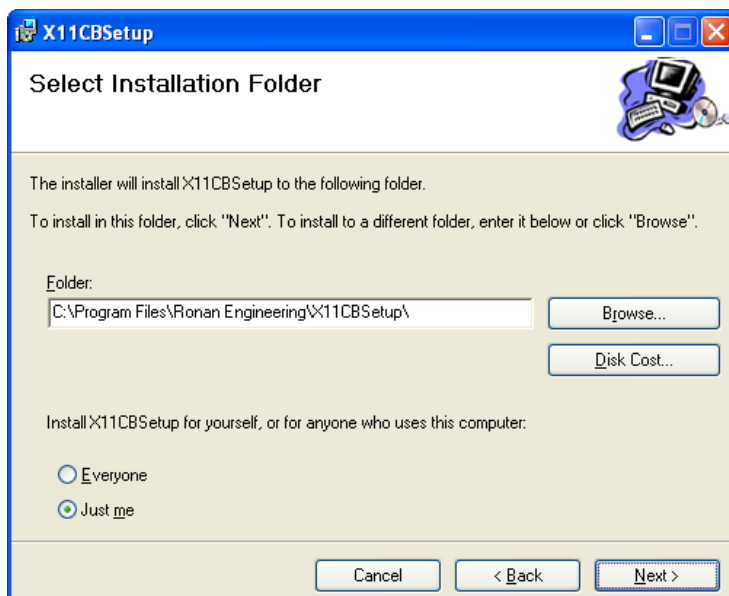 X11CBSetup
Select Installation Folder
The installer will install X11CBSetup to the following folder.
To install in this folder, click "Next". To install to a different folder, enter it below or click "Browse".
Folder:
C:\Program Files\Ronan Engineering\X11CBSetup\
Browse...
Disk Cost...
Install X11CBSetup for yourself, or for anyone who uses this computer:
Everyone
Just me
Cancel
< Back
Next >